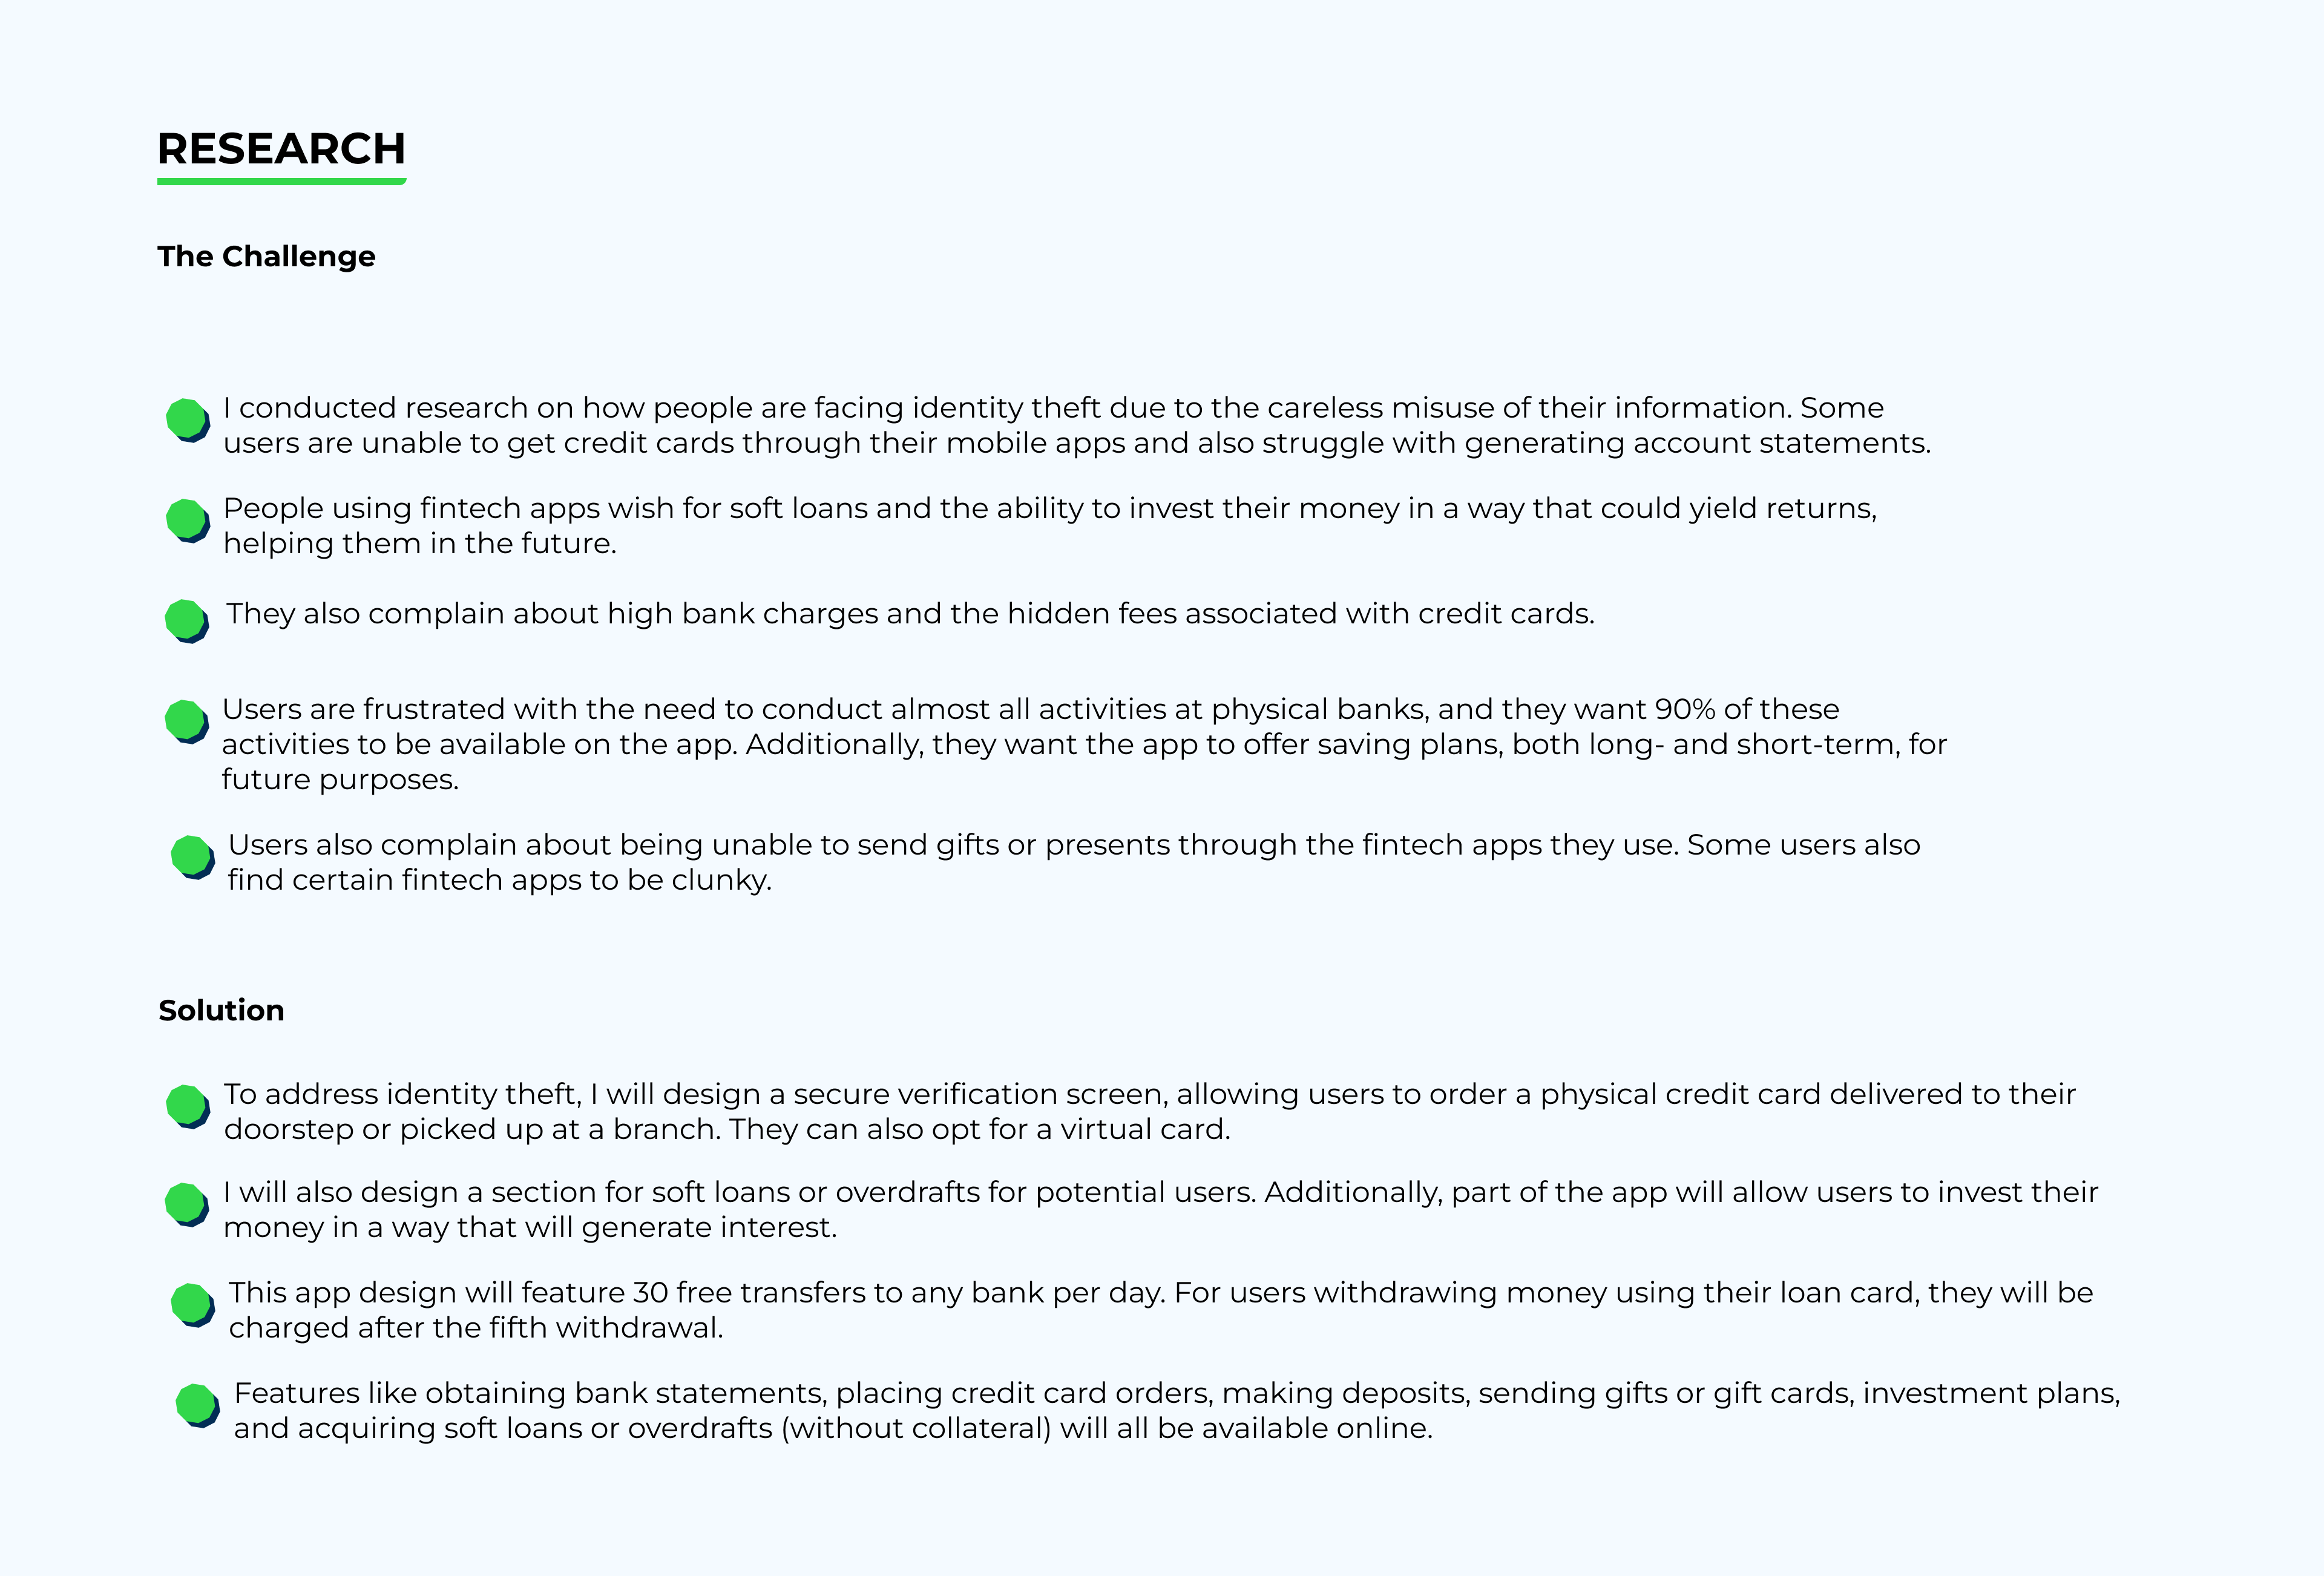 RESEARCH
The Challenge
I conducted research on how people are facing identity theft due to the careless misuse of their information. Some
users are unable to get credit cards through their mobile apps and also struggle with generating account statements.
People using fintech apps wish for soft loans and the ability to invest their money in a way that could yield returns,
helping them in the future.
They also complain about high bank charges and the hidden fees associated with credit cards.
Users are frustrated with the need to conduct almost all activities at physical banks, and they want 90% of these
activities to be available on the app. Additionally, they want the app to offer saving plans, both long- and short-term, for
future purposes.
Users also complain about being unable to send gifts or presents through the fintech apps they use. Some users also
find certain fintech apps to be clunky.
Solution
To address identity theft, I will design a secure verification screen, allowing users to order a physical credit card delivered to their
doorstep or picked up at a branch. They can also opt for a virtual card.
I will also design a section for soft loans or overdrafts for potential users. Additionally, part of the app will allow users to invest their
money in a way that will generate interest.
This app design will feature 30 free transfers to any bank per day. For users withdrawing money using their loan card, they will be
charged after the fifth withdrawal.
Features like obtaining bank statements, placing credit card orders, making deposits, sending gifts or gift cards, investment plans,
and acquiring soft loans or overdrafts (without collateral) will all be available online.